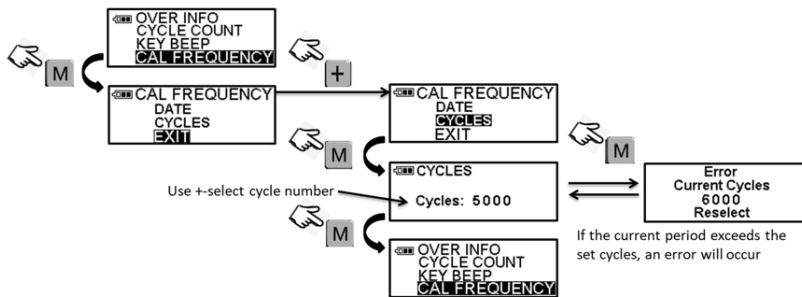 OVER INFO
CYCLE COUNT
KEY BEEP
CAL FREQUENCY
M
+
CAL FREQUENCY
DATE
CYCLES
EXIT
CAL FREQUENCY
DATE
CYCLES
EXIT
M
M
CYCLES
Cycles: 5000
Use +-select cycle number
Error
Current Cycles
6000
Reselect
M
If the current period exceeds the
set cycles, an error will occur
OVER INFO
CYCLE COUNT
KEY BEEP
CAL FREQUENCY